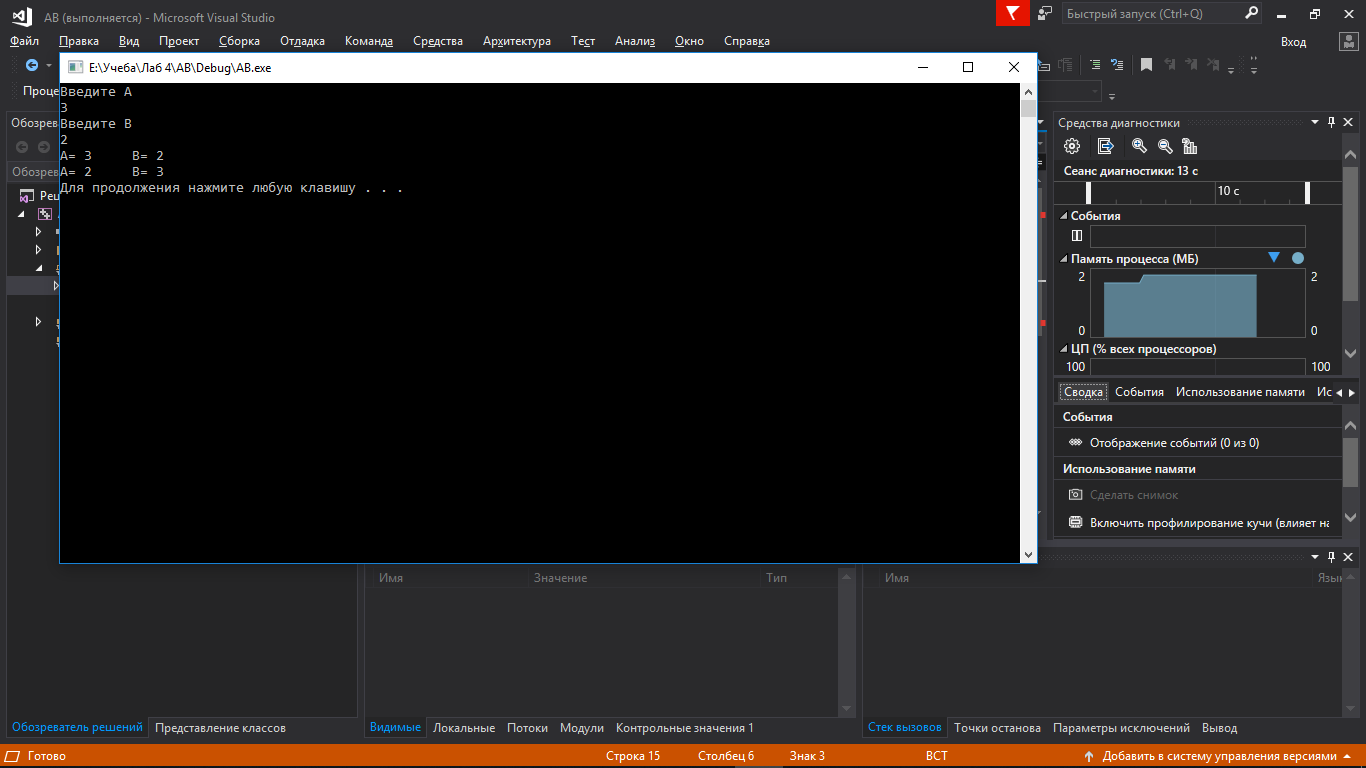 АВ (выполняется) - Microsoft Visual Studio
Быстрый запуск (Ctrl+Q)
Файл Правка Вид Проект Сборка Отладка Команда Средства Архитектура Тест Анализ Окно Справка
Вход
E:\Учеба\Лаб 4\АВ\Debug\АВ.exe
Введите А
3
Введите В
2
А= 3 В= 2
А= 2 В= 3
Для продолжения нажмите любую клавишу . . .
Средства диагностики
Сеанс диагностики: 13 с
10 с
События
Память процесса (МБ)
2 2
0 0
ЦП (% всех процессоров)
100 100
Сводка События Использование памяти
События
Отображение событий (0 из 0)
Использование памяти
Сделать снимок
Включить профилирование кучи (влияет
Имя Значение Тип
Имя
Обозреватель решений Представление классов
Видимые Локальные Потоки Модули Контрольные значения 1
Стек вызовов Точки останова Параметры исключений Вывод
Готово Строка 15 Столбец 6 Знак 3 ВСТ Добавить в систему управления версиями